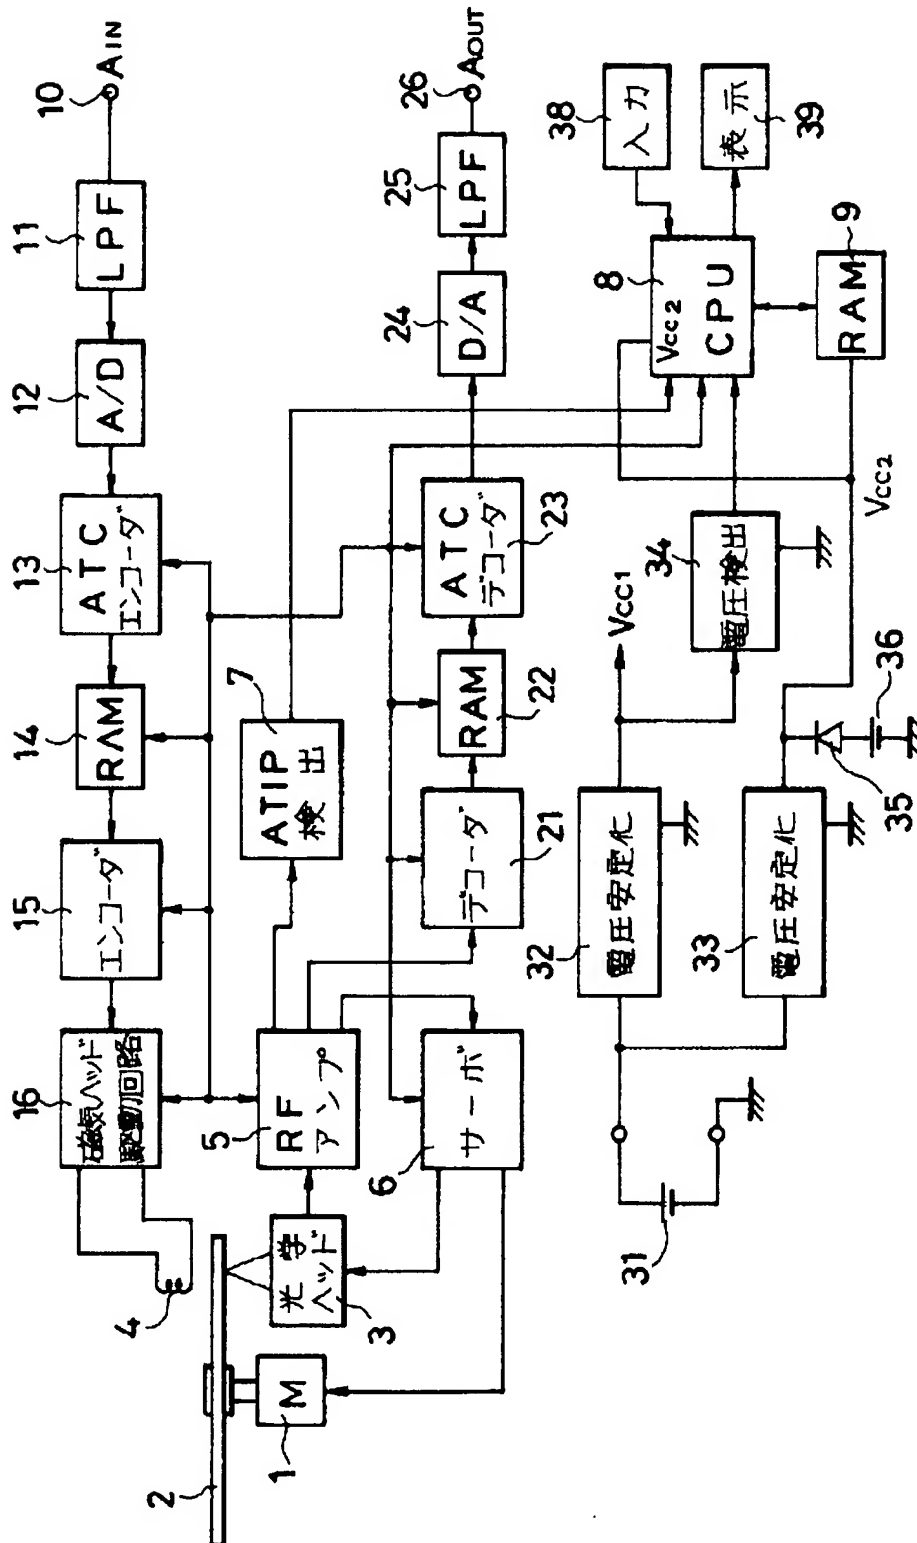 10
AIN
11
LPF
12
A/D
13
ATC
エンコーダ
14
RAM
15
エンコーダ
16
磁気ヘッド
駆動回路
4
2
1
M
3
光学
ヘッド
5
RF
アンプ
6
サーボ
7
ATIP
検出
21
デコーダ
22
RAM
23
ATC
デコーダ
24
D/A
25
LPF
26
AOUT
38
入力
39
表示
8
VCC2
CPU
9
RAM
VCC2
34
電圧検出
VCC1
32
電圧安定化
33
電圧安定化
35
36
31